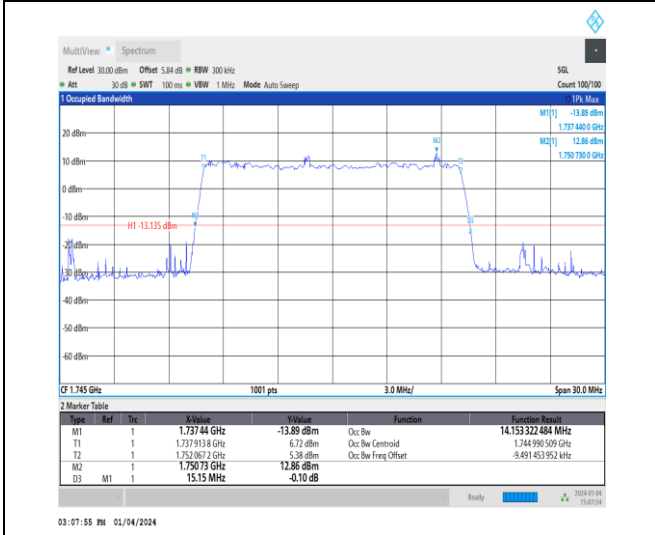 MultiView Spectrum
Ref Level 30.00 dBm Offset 5.84 dB RBW 300 kHz SGL
Att 30 dB SWT 100 ms VBW 1 MHz Mode Auto Sweep Count 100/100
1 Occupied Bandwidth 1Pk Max
M1[1] -13.89 dBm
1.737 440 0 GHz
20 dBm
M2[1] 12.86 dBm
1.750 730 0 GHz
M2
T1
T2
10 dBm
0 dBm
-10 dBm
M1
D3
H1 -13.135 dBm
-20 dBm
-30 dBm
-40 dBm
-50 dBm
-60 dBm
CF 1.745 GHz 1001 pts 3.0 MHz/ Span 30.0 MHz
2 Marker Table
Type Ref Trc X-Value Y-Value Function Function Result
M1 1 1.737 44 GHz -13.89 dBm Occ Bw 14.153 322 484 MHz
T1 1 1.737 913 8 GHz 6.72 dBm Occ Bw Centroid 1.744 990 509 GHz
T2 1 1.752 067 2 GHz 5.38 dBm Occ Bw Freq Offset -9.491 453 952 kHz
M2 1 1.750 73 GHz 12.86 dBm
D3 M1 1 15.15 MHz -0.10 dB
Ready 2024-01-04
15:07:54
03:07:55 PM 01/04/2024